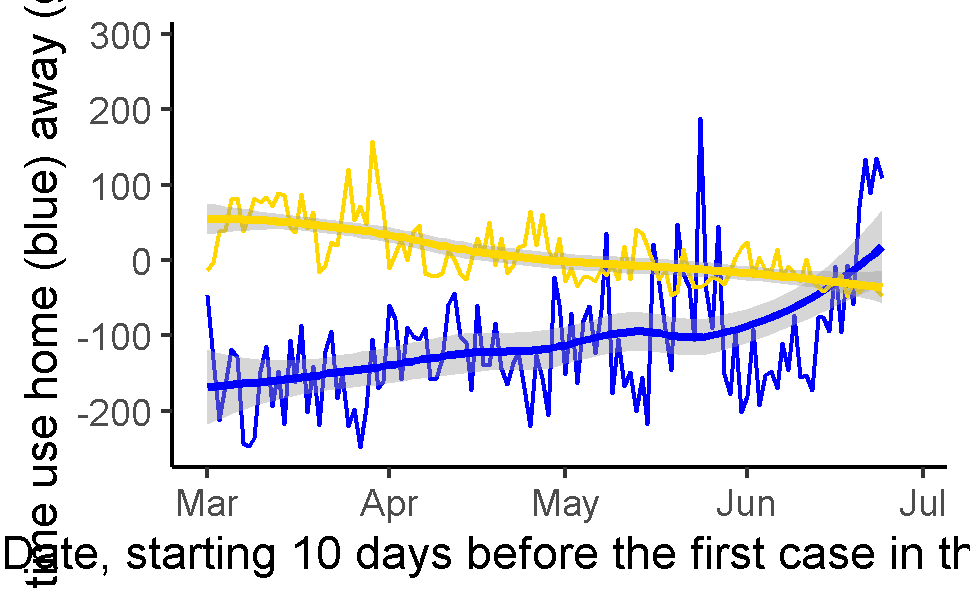 time use home (blue) away (
300
200
100
0
-100
-200
Mar Apr May Jun Jul
Date, starting 10 days before the first case in th